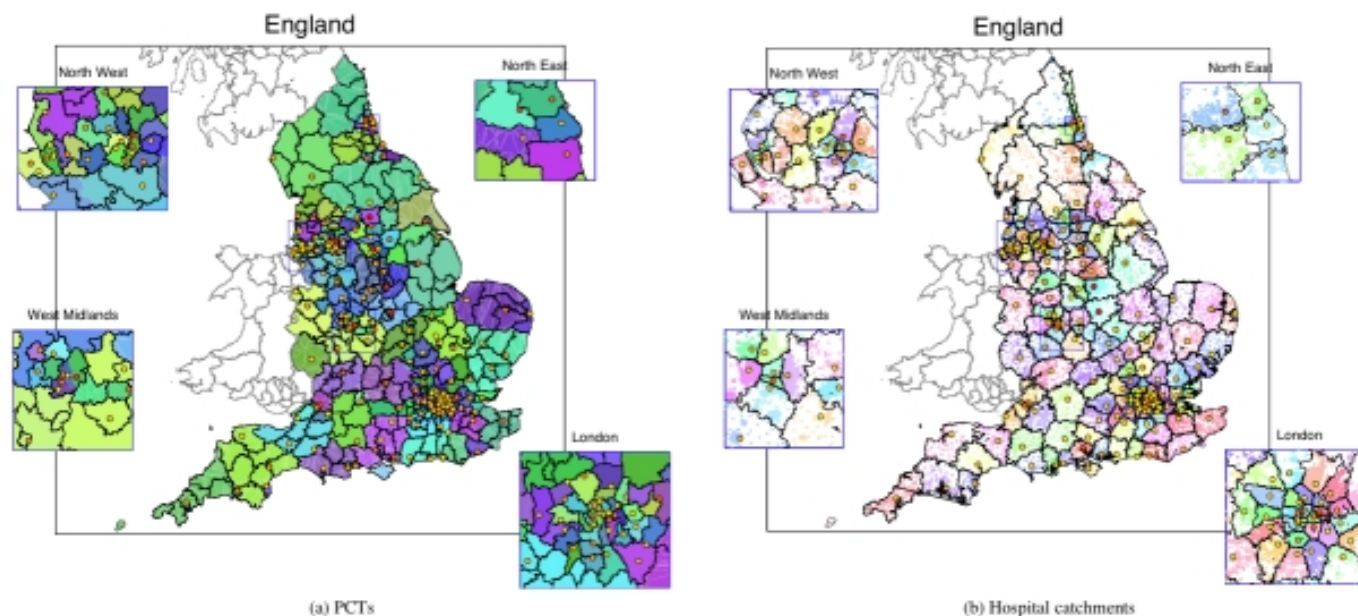 England
North West
North East
West Midlands
London
(a) PCTs
England
North West
North East
West Midlands
London
(b) Hospital catchments